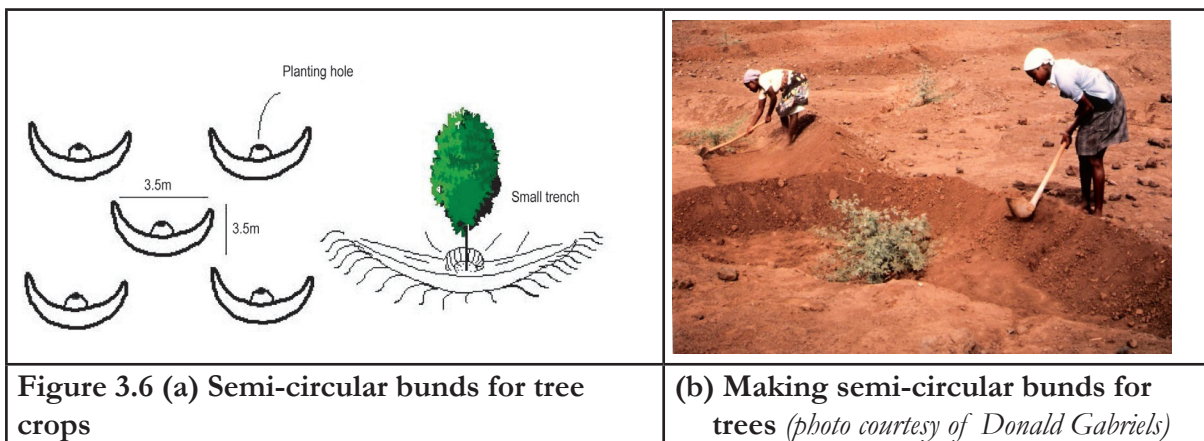 Planting hole
3.5m
3.5m
Small trench
Figure 3.6 (a) Semi-circular bunds for tree
crops
(b) Making semi-circular bunds for
trees (photo courtesy of Donald Gabriels)